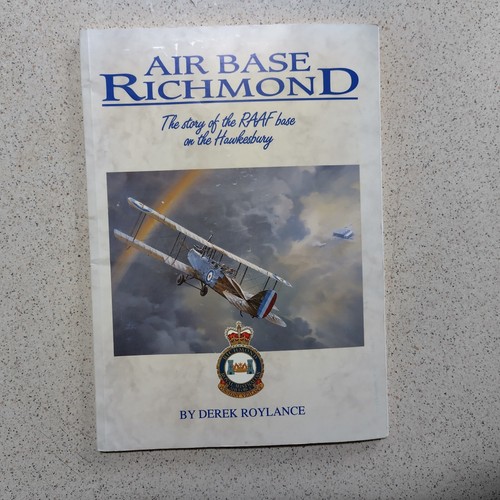 AIR BASE
RICHMOND
The story of the RAAF base
on the Hawkesbury
BY DEREK ROYLANCE